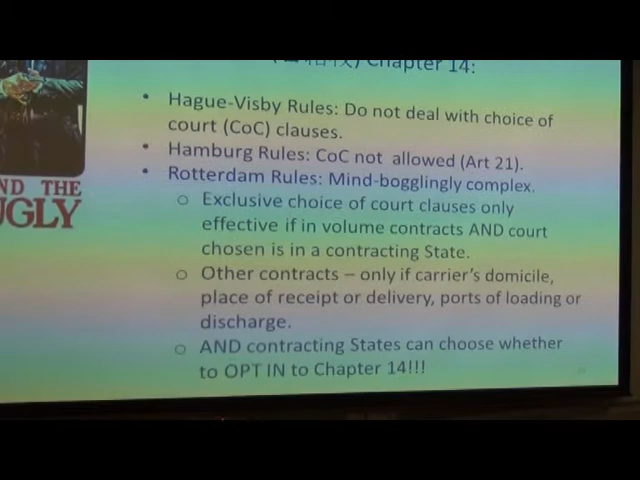 Chapter 14:
• Hague-Visby Rules: Do not deal with choice of
court (CoC) clauses.
• Hamburg Rules: CoC not allowed (Art 21).
• Rotterdam Rules: Mind-bogglingly complex.
○ Exclusive choice of court clauses only
effective if in volume contracts AND court
chosen is in a contracting State.
○ Other contracts – only if carrier's domicile,
place of receipt or delivery, ports of loading or
discharge.
○ AND contracting States can choose whether
to OPT IN to Chapter 14!!!
ND THE
UGLY